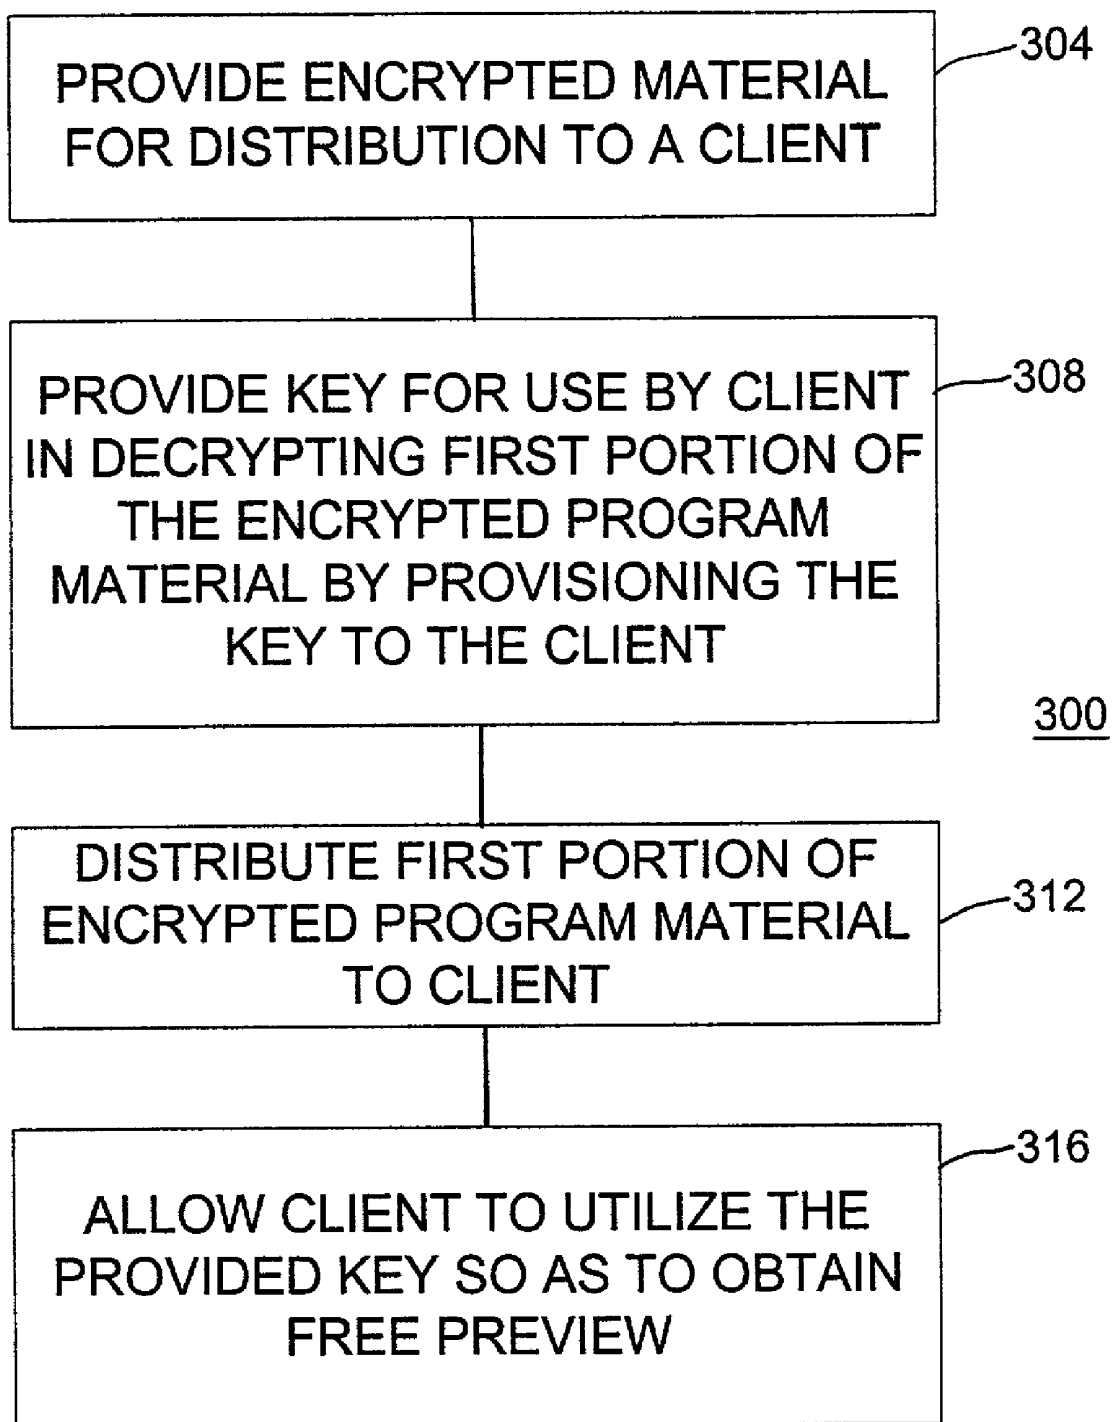 304
PROVIDE ENCRYPTED MATERIAL
FOR DISTRIBUTION TO A CLIENT
308
PROVIDE KEY FOR USE BY CLIENT
IN DECRYPTING FIRST PORTION OF
THE ENCRYPTED PROGRAM
MATERIAL BY PROVISIONING THE
KEY TO THE CLIENT
300
DISTRIBUTE FIRST PORTION OF
ENCRYPTED PROGRAM MATERIAL
TO CLIENT
312
316
ALLOW CLIENT TO UTILIZE THE
PROVIDED KEY SO AS TO OBTAIN
FREE PREVIEW